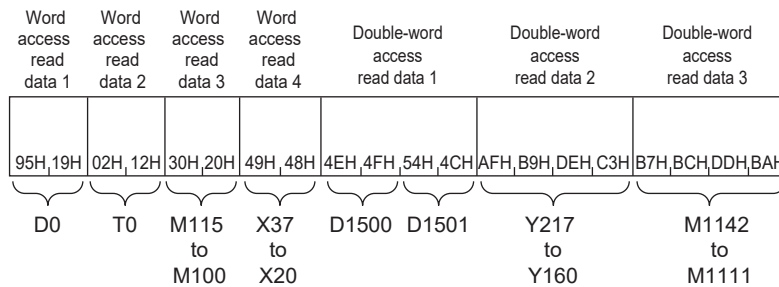 Word access read data 1
Word access read data 2
Word access read data 3
Word access read data 4
Double-word access read data 1
Double-word access read data 2
Double-word access read data 3
95H 19H 02H 12H 30H 20H 49H 48H 4EH 4FH 54H 4CH AFH B9H DEH C3H B7H BCH DDH BAH
D0
T0
M115
to
M100
X37
to
X20
D1500
D1501
Y217
to
Y160
M1142
to
M1111